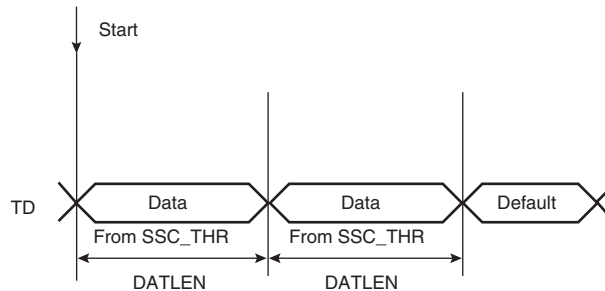 Start
TD Data Data Default
From SSC_THR From SSC_THR
DATLEN DATLEN